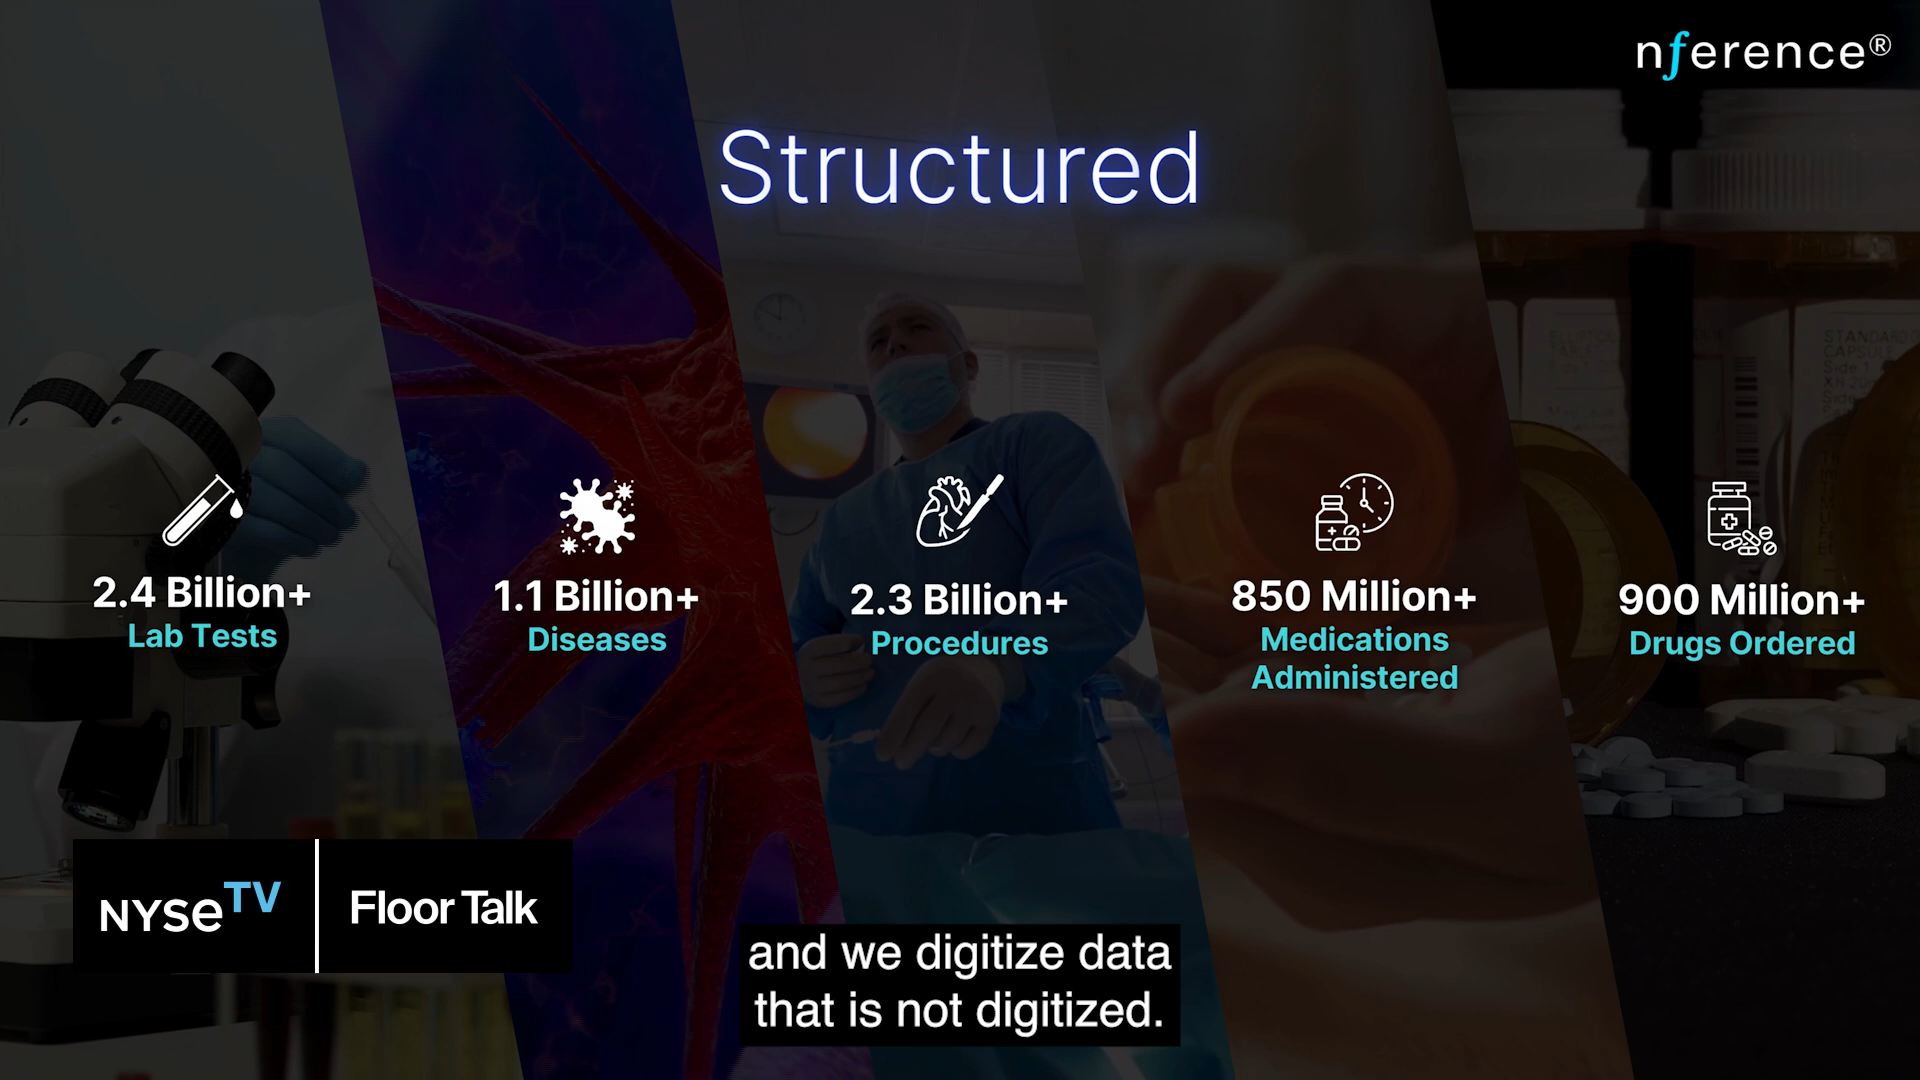 nference®
Structured
2.4 Billion+
Lab Tests
1.1 Billion+
Diseases
2.3 Billion+
Procedures
850 Million+
Medications
Administered
900 Million+
Drugs Ordered
NYSE TV
Floor Talk
and we digitize data
that is not digitized.